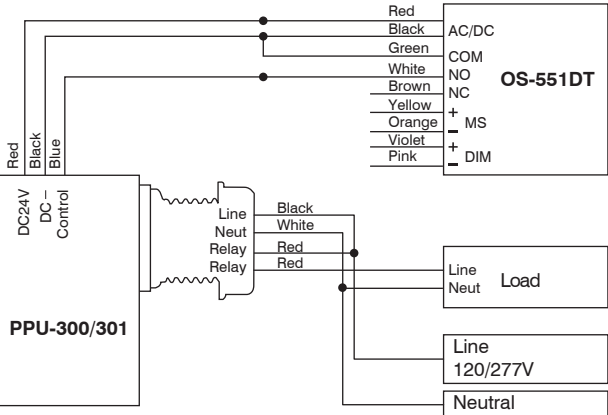 Red
Black
Green
White
Brown
Yellow
Orange
Violet
Pink
AC/DC
COM
NO
NC
+
MS
−
+
DIM
−
OS-551DT
Red
Black
Blue
DC24V
DC −
Control
PPU-300/301
Line
Neut
Relay
Relay
Black
White
Red
Red
Line
Neut
Load
Line
120/277V
Neutral